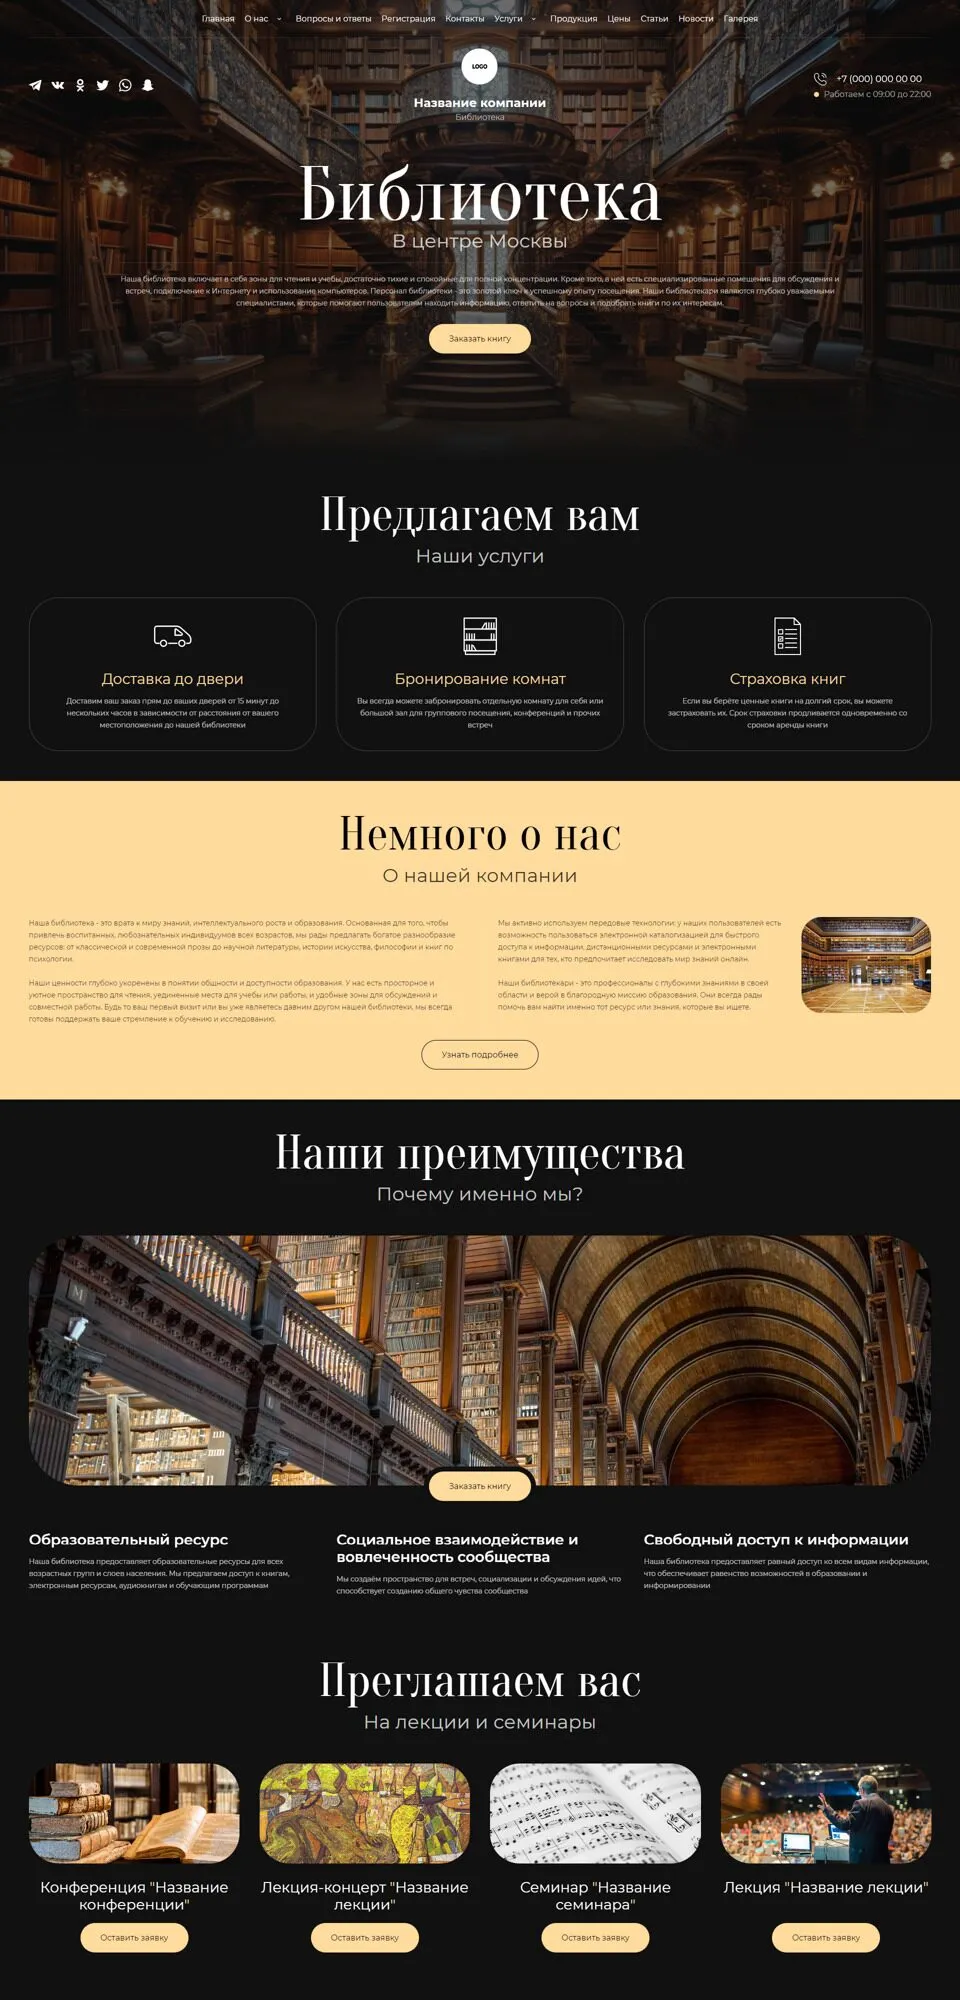 Главная О нас Вопросы и ответы Регистрация Контакты Услуги Продукция Цены Статьи Новости Галерея
LOGO
Название компании
Библиотека
+7 (000) 000 00 00
Работаем с 09:00 до 22:00
Библиотека
В центре Москвы
Наша библиотека включает в себя зоны для чтения и учебы, достаточно тихие и спокойные для полной концентрации. Кроме того, в ней есть специализированные помещения для обсуждения и
встреч, подключение к Интернету и использование компьютеров. Персонал библиотеки - это золотой ключ к успешному опыту посещения. Наши библиотекари являются глубоко уважаемыми
специалистами, которые помогают пользователям находить информацию, ответить на вопросы и подобрать книги по их интересам.
Заказать книгу
Предлагаем вам
Наши услуги
Доставка до двери
Доставим ваш заказ прям до ваших дверей от 15 минут до
нескольких часов в зависимости от расстояния от вашего
местоположения до нашей библиотеки
Бронирование комнат
Вы всегда можете забронировать отдельную комнату для себя или
большой зал для группового посещения, конференций и прочих
встреч
Страховка книг
Если вы берёте ценные книги на долгий срок, вы можете
застраховать их. Срок страховки продлевается одновременно со
сроком аренды книги
Немного о нас
О нашей компании
Наша библиотека - это врата к миру знаний, интеллектуального роста и образования. Основанная для того, чтобы
привлечь воспитанных, любознательных индивидуумов всех возрастов, мы рады предлагать богатое разнообразие
ресурсов: от классической и современной прозы до научной литературы, истории искусства, философии и книг по
психологии.
Наши ценности глубоко укоренены в понятии общности и доступности образования. У нас есть просторное и
уютное пространство для чтения, уединенные места для учебы или работы, и удобные зоны для обсуждений и
совместной работы. Будь то ваш первый визит или вы уже являетесь давним другом нашей библиотеки, мы всегда
готовы поддержать ваше стремление к обучению и исследованию.
Мы активно используем передовые технологии: у наших пользователей есть
возможность пользоваться электронной каталогизацией для быстрого
доступа к информации, дистанционными ресурсами и электронными
книгами для тех, кто предпочитает исследовать мир знаний онлайн.
Наши библиотекари - это профессионалы с глубокими знаниями в своей
области и верой в благородную миссию образования. Они всегда рады
помочь вам найти именно тот ресурс или знания, которые вы ищете.
Узнать подробнее
Наши преимущества
Почему именно мы?
M
Заказать книгу
Образовательный ресурс
Наша библиотека предоставляет образовательные ресурсы для всех
возрастных групп и слоев населения. Мы предлагаем доступ к книгам,
электронным ресурсам, аудиокнигам и обучающим программам
Социальное взаимодействие и
вовлеченность сообщества
Мы создаём пространство для встреч, социализации и обсуждения идей, что
способствует созданию общего чувства сообщества
Свободный доступ к информации
Наша библиотека предоставляет равный доступ ко всем видам информации,
что обеспечивает равенство возможностей в образовании и
информировании
Преглашаем вас
На лекции и семинары
Конференция "Название
конференции"
Оставить заявку
Лекция-концерт "Название
лекции"
Оставить заявку
Семинар "Название
семинара"
Оставить заявку
Лекция "Название лекции"
Оставить заявку